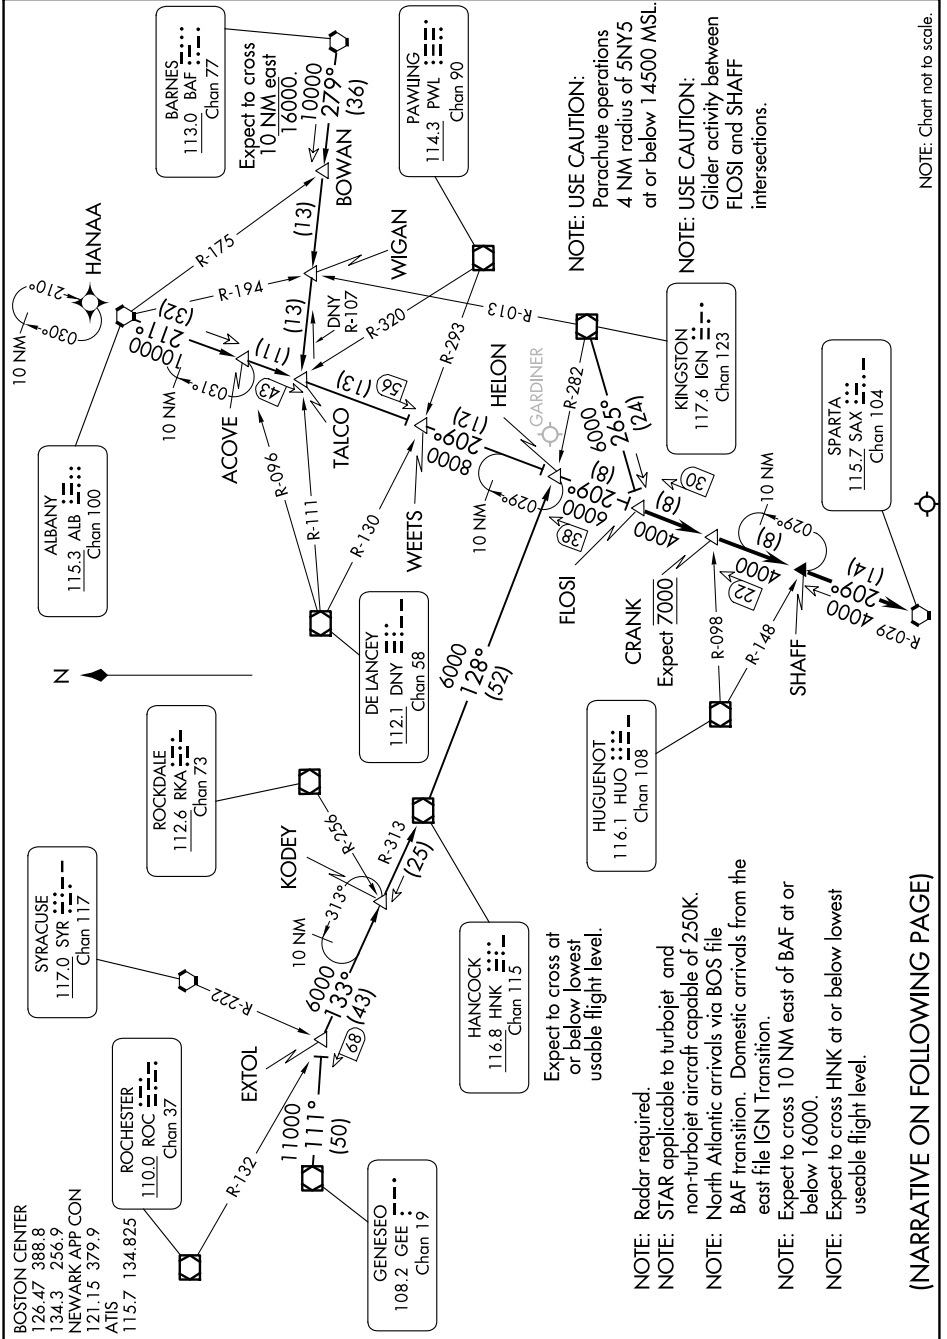 BOSTON CENTER
126.47 388.8
134.3 256.9
NEWARK APP CON
121.15 379.9
ATIS
115.7 134.825
ROCHESTER
110.0 ROC
Chan 37
SYRACUSE
117.0 SYR
Chan 117
ROCKDALE
112.6 RKA
Chan 73
N
ALBANY
115.3 ALB
Chan 100
10 NM
030°
210°
HANAA
BARNES
113.0 BAF
Chan 77
Expect to cross
10 NM east
16000.
10000
279°
(36)
BOWAN
(13)
WIGAN
(13)
R-175
R-194
DNY
R-107
R-320
R-293
R-013
10000
211°
(32)
10 NM
031°
ACOVE
(11)
43
TALCO
(13)
56
R-096
R-111
R-130
WEETS
8000
209°
(12)
HELON
GARDINER
R-282
10 NM
029°
38
6000
209°
(8)
FLOSI
6000
265°
(24)
30
4000
(8)
CRANK
Expect 7000
22
4000
(8)
10 NM
029°
SHAFF
4000
209°
(14)
R-029
R-098
R-148
PAWLING
114.3 PWL
Chan 90
KINGSTON
117.6 IGN
Chan 123
SPARTA
115.7 SAX
Chan 104
DE LANCEY
112.1 DNY
Chan 58
HUGUENOT
116.1 HUO
Chan 108
R-132
R-222
EXTOL
68
11000
111°
(50)
GENESEO
108.2 GEE
Chan 19
6000
133°
(43)
10 NM
313°
KODEY
R-256
R-313
(25)
HANCOCK
116.8 HNK
Chan 115
Expect to cross at
or below lowest
usable flight level.
6000
128°
(52)
NOTE: USE CAUTION:
Parachute operations
4 NM radius of 5NY5
at or below 14500 MSL.
NOTE: USE CAUTION:
Glider activity between
FLOSI and SHAFF
intersections.
NOTE: Radar required.
NOTE: STAR applicable to turbojet and
non-turbojet aircraft capable of 250K.
NOTE: North Atlantic arrivals via BOS file
BAF transition. Domestic arrivals from the
east file IGN Transition.
NOTE: Expect to cross 10 NM east of BAF at or
below 16000.
NOTE: Expect to cross HNK at or below lowest
useable flight level.
(NARRATIVE ON FOLLOWING PAGE)
NOTE: Chart not to scale.